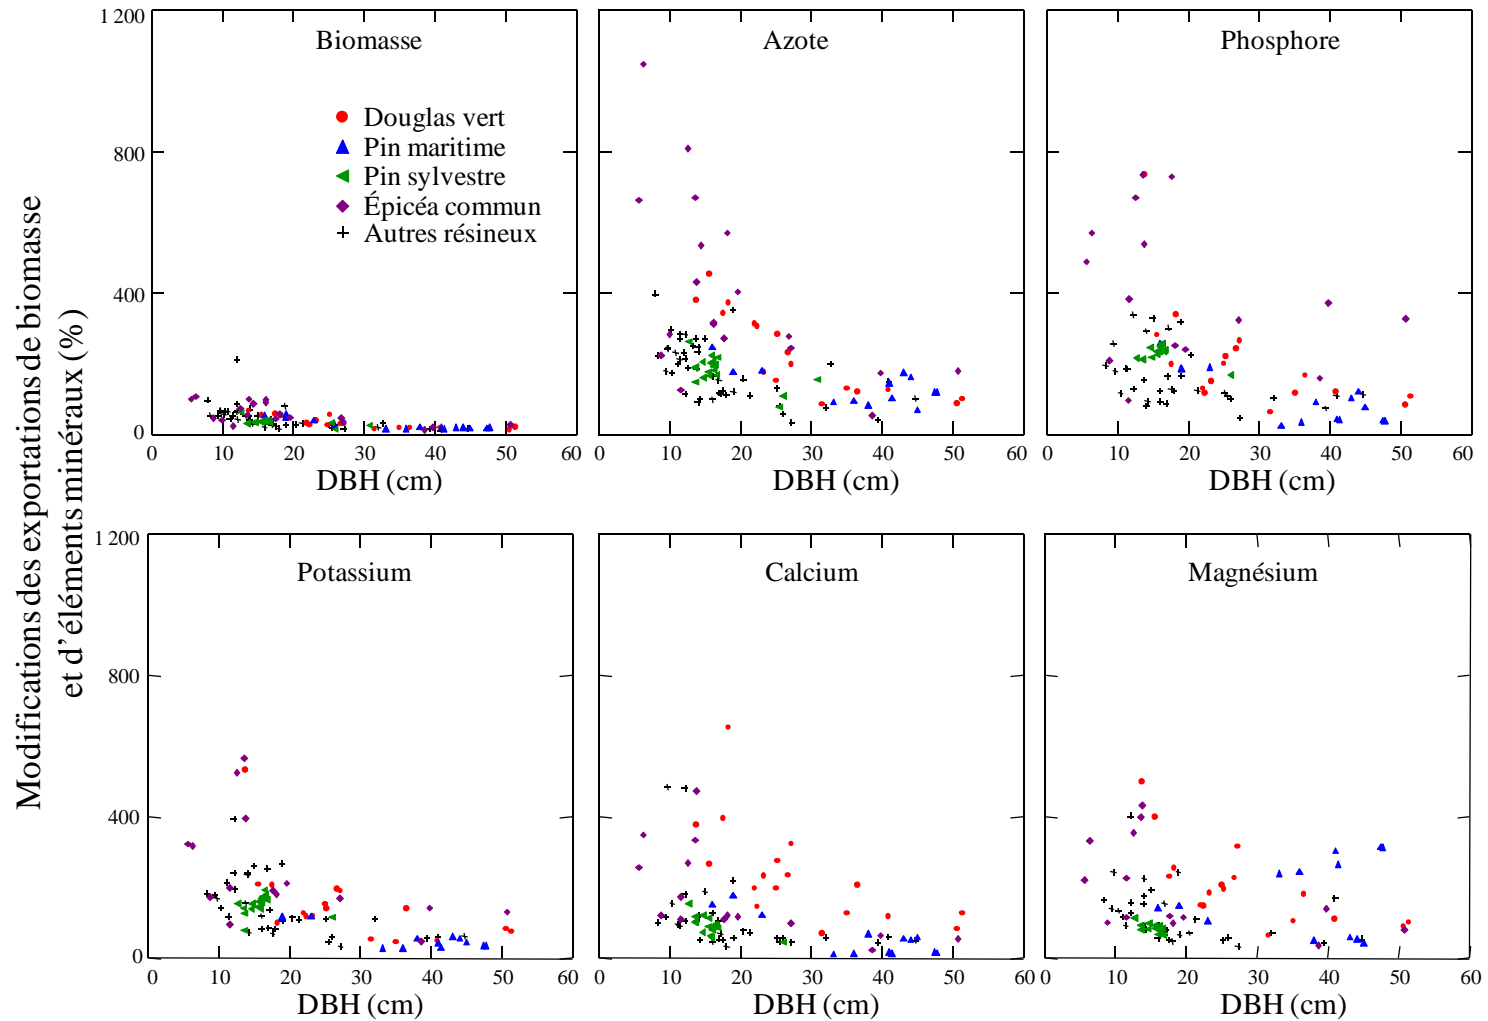 Modifications des exportations de biomasse
et d'éléments minéraux (%)
1 200
800
400
0
Biomasse
Douglas vert
Pin maritime
Pin sylvestre
Épicéa commun
Autres résineux
0 10 20 30 40 50 60
DBH (cm)
Azote
0 10 20 30 40 50 60
DBH (cm)
Phosphore
0 10 20 30 40 50 60
DBH (cm)
1 200
800
400
0
Potassium
0 10 20 30 40 50 60
DBH (cm)
Calcium
0 10 20 30 40 50 60
DBH (cm)
Magnésium
0 10 20 30 40 50 60
DBH (cm)